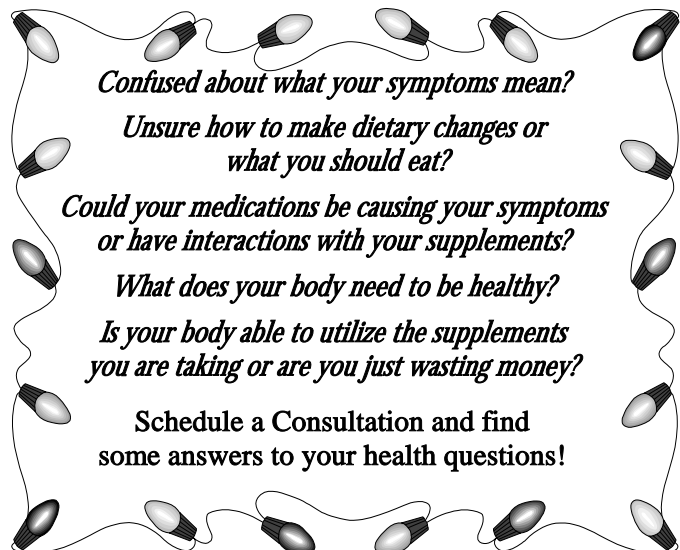 Confused about what your symptoms mean?
Unsure how to make dietary changes or
what you should eat?
Could your medications be causing your symptoms
or have interactions with your supplements?
What does your body need to be healthy?
Is your body able to utilize the supplements
you are taking or are you just wasting money?
Schedule a Consultation and find
some answers to your health questions!